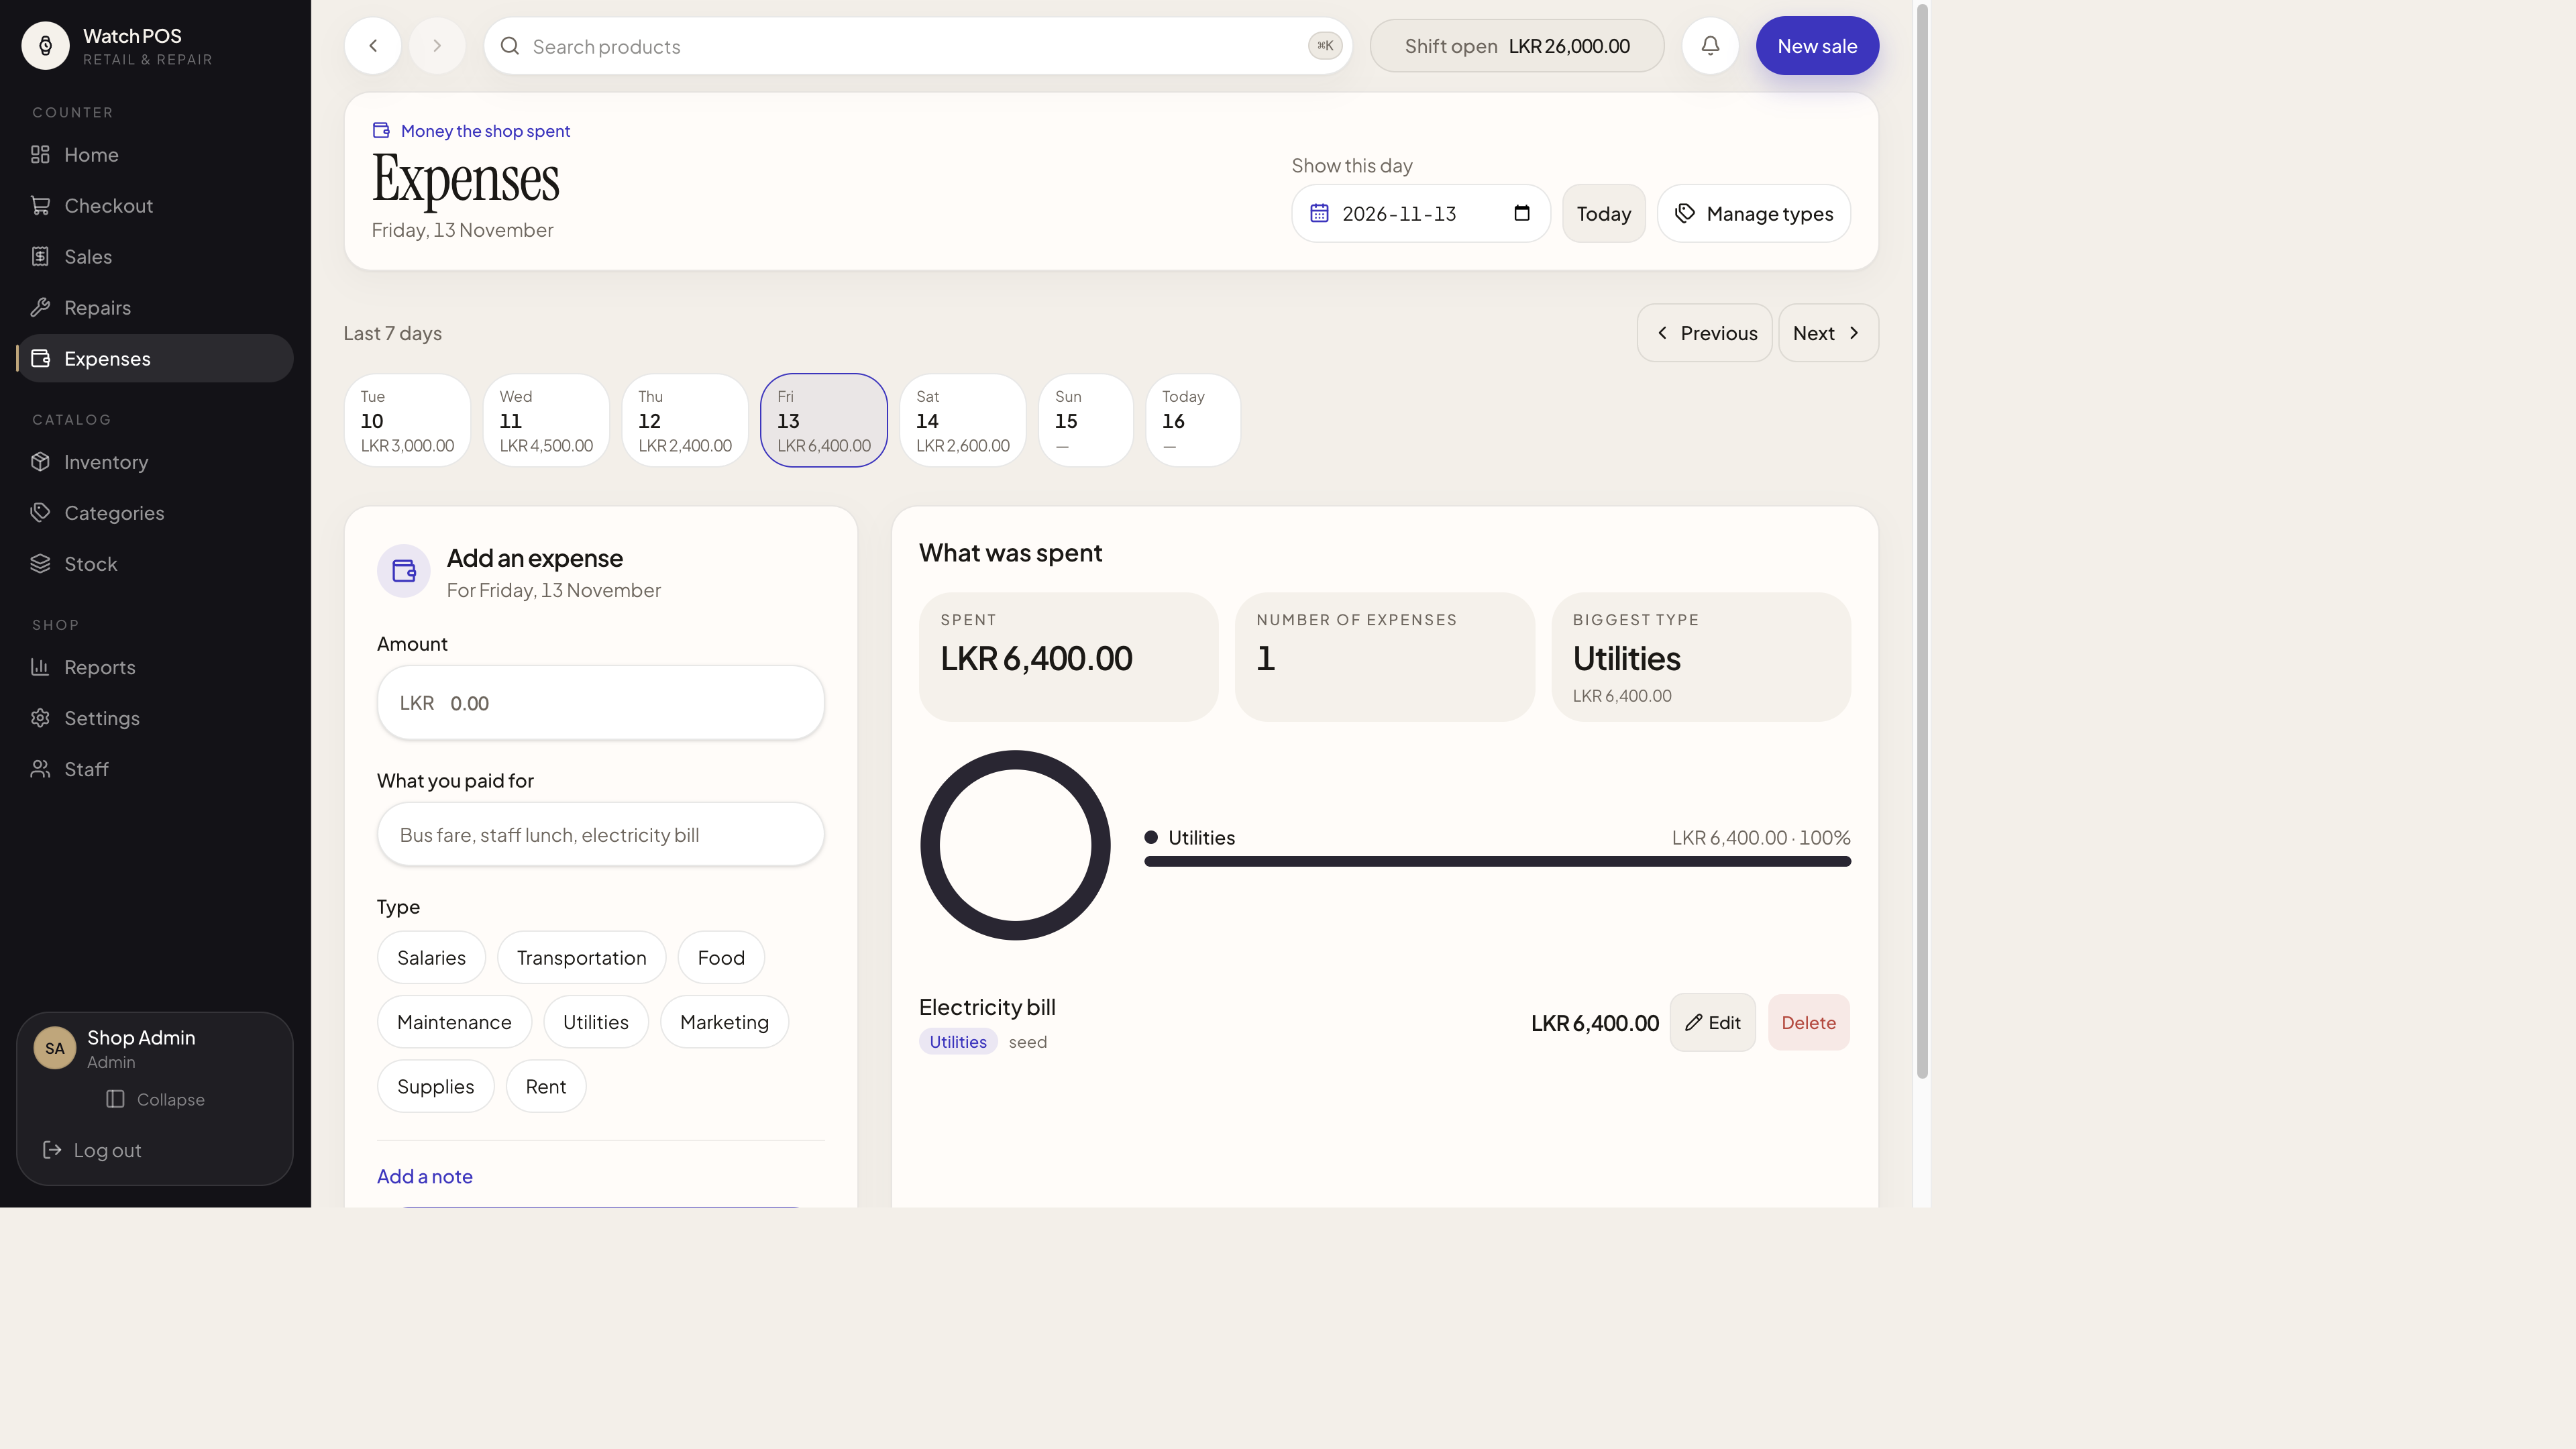 Watch POS
RETAIL & REPAIR
COUNTER
Home
Checkout
Sales
Repairs
Expenses
CATALOG
Inventory
Categories
Stock
SHOP
Reports
Settings
Staff
SA
Shop Admin
Admin
Collapse
Log out
Search products
⌘K
Shift open LKR 26,000.00
New sale
Money the shop spent
Expenses
Friday, 13 November
Show this day
2026-11-13
Today
Manage types
Last 7 days
Previous
Next
Tue
10
LKR 3,000.00
Wed
11
LKR 4,500.00
Thu
12
LKR 2,400.00
Fri
13
LKR 6,400.00
Sat
14
LKR 2,600.00
Sun
15
—
Today
16
—
Add an expense
For Friday, 13 November
Amount
LKR 0.00
What you paid for
Bus fare, staff lunch, electricity bill
Type
Salaries
Transportation
Food
Maintenance
Utilities
Marketing
Supplies
Rent
Add a note
What was spent
SPENT
LKR 6,400.00
NUMBER OF EXPENSES
1
BIGGEST TYPE
Utilities
LKR 6,400.00
Utilities
LKR 6,400.00 · 100%
Electricity bill
Utilities
seed
LKR 6,400.00
Edit
Delete